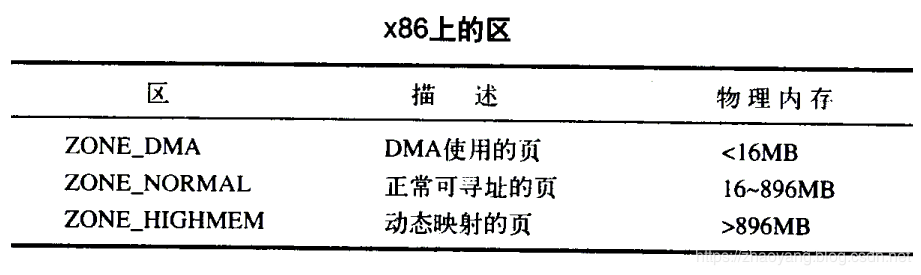 x86上的区
区 描 述 物理内存
ZONE_DMA DMA使用的页 <16MB
ZONE_NORMAL 正常可寻址的页 16~896MB
ZONE_HIGHMEM 动态映射的页 >896MB
https://zhaoyang.blog.csdn.net